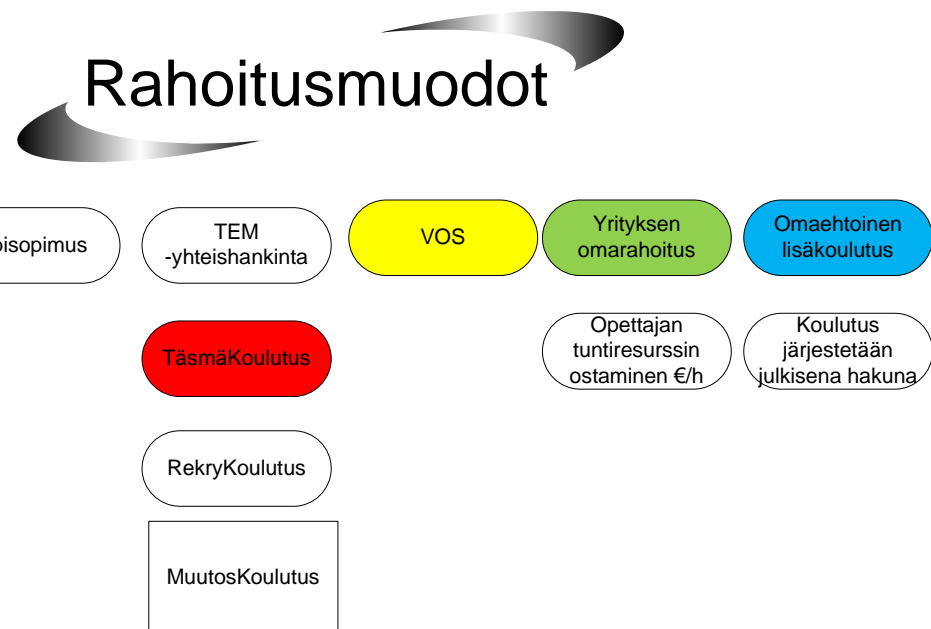 Rahoitusmuodot
TEM
-yhteishankinta
VOS
Yrityksen
omarahoitus
Omaehtoinen
lisäkoulutus
TäsmäKoulutus
Opettajan
tuntiresurssin
ostaminen €/h
Koulutus
järjestetään
julkisena hakuna
RekryKoulutus
MuutosKoulutus